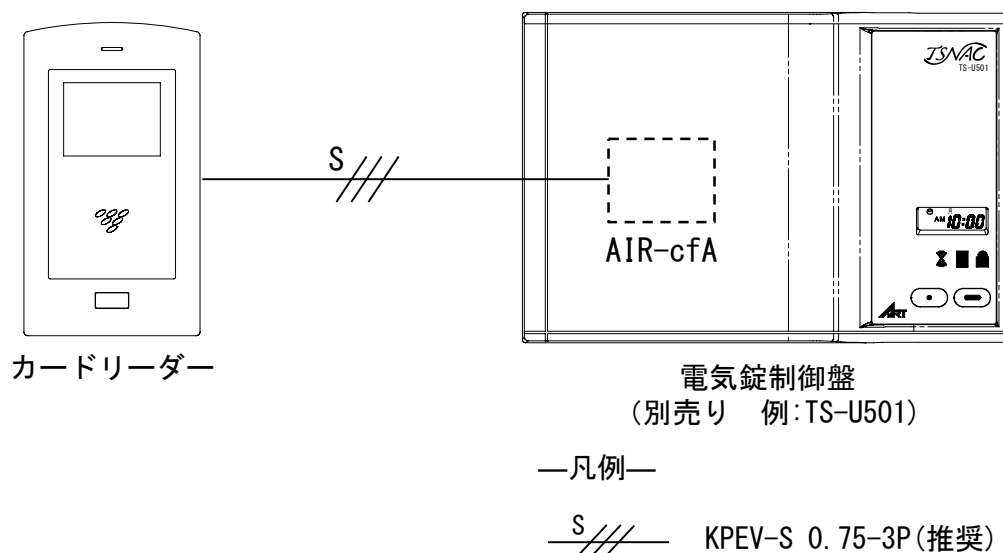 TSNAC
TS-U501
S
AM 10:00
AIR-cfA
ART
カードリーダー
電気錠制御盤
(別売り 例:TS-U501)
—凡例—
S
KPEV-S 0.75-3P(推奨)